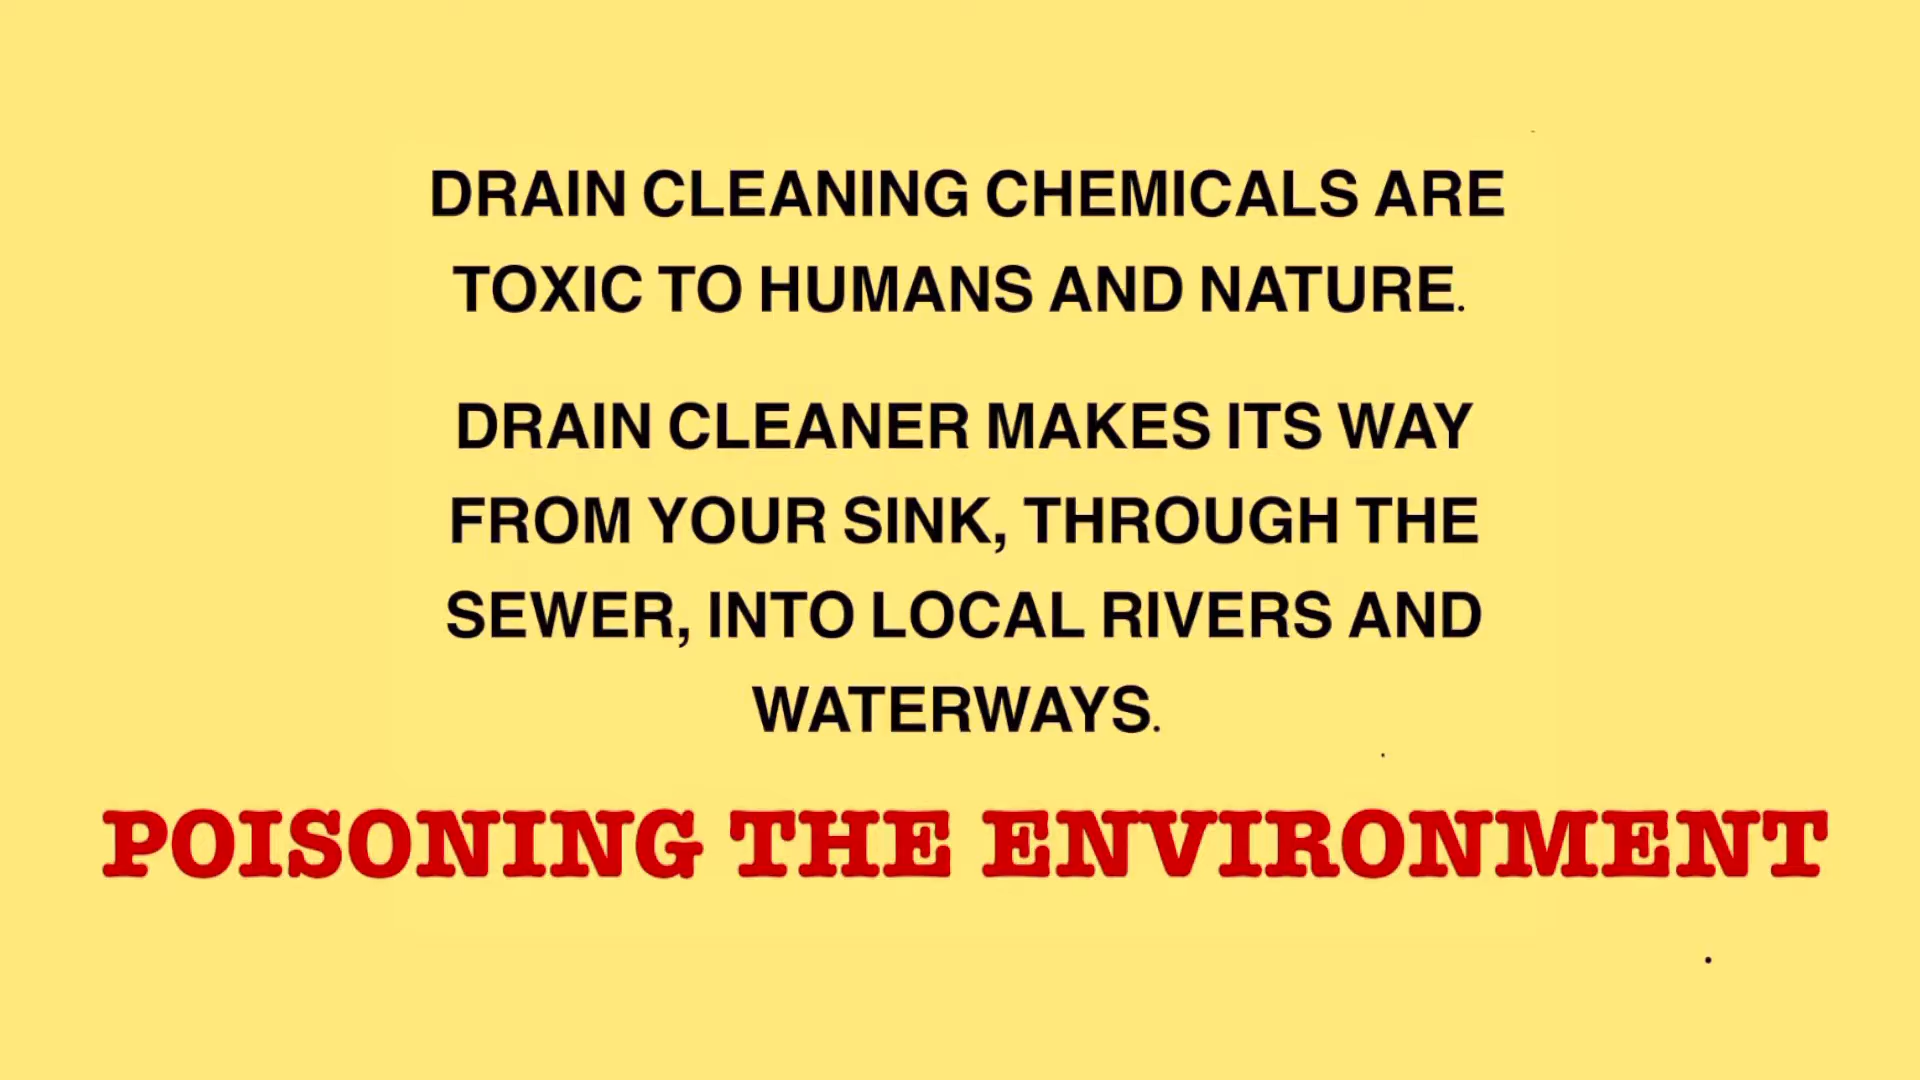 DRAIN CLEANING CHEMICALS ARE
TOXIC TO HUMANS AND NATURE.
DRAIN CLEANER MAKES ITS WAY
FROM YOUR SINK, THROUGH THE
SEWER, INTO LOCAL RIVERS AND
WATERWAYS.
POISONING THE ENVIRONMENT